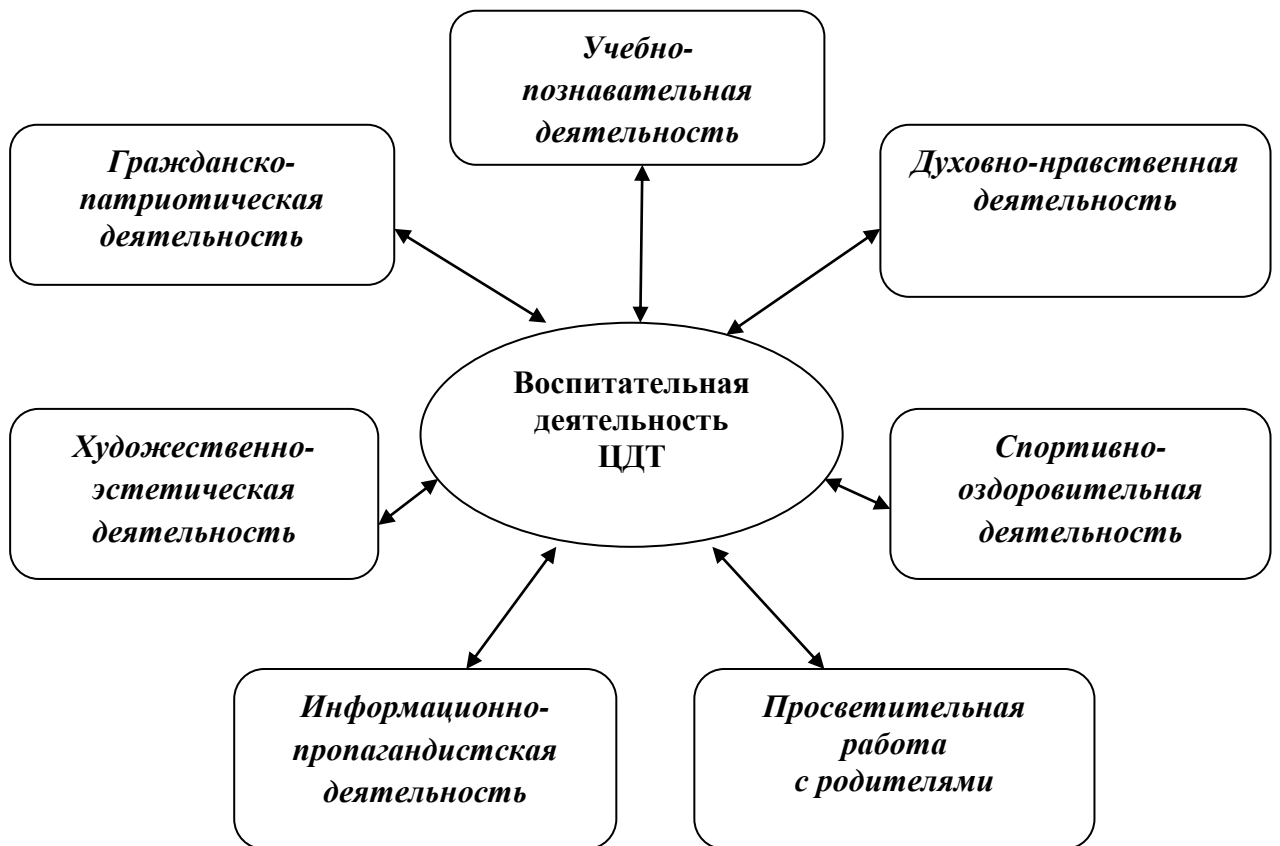 Учебно-
познавательная
деятельность
Гражданско-
патриотическая
деятельность
Духовно-нравственная
деятельность
Воспитательная
деятельность
ЦДТ
Художественно-
эстетическая
деятельность
Спортивно-
оздоровительная
деятельность
Информационно-
пропагандистская
деятельность
Просветительная
работа
с родителями